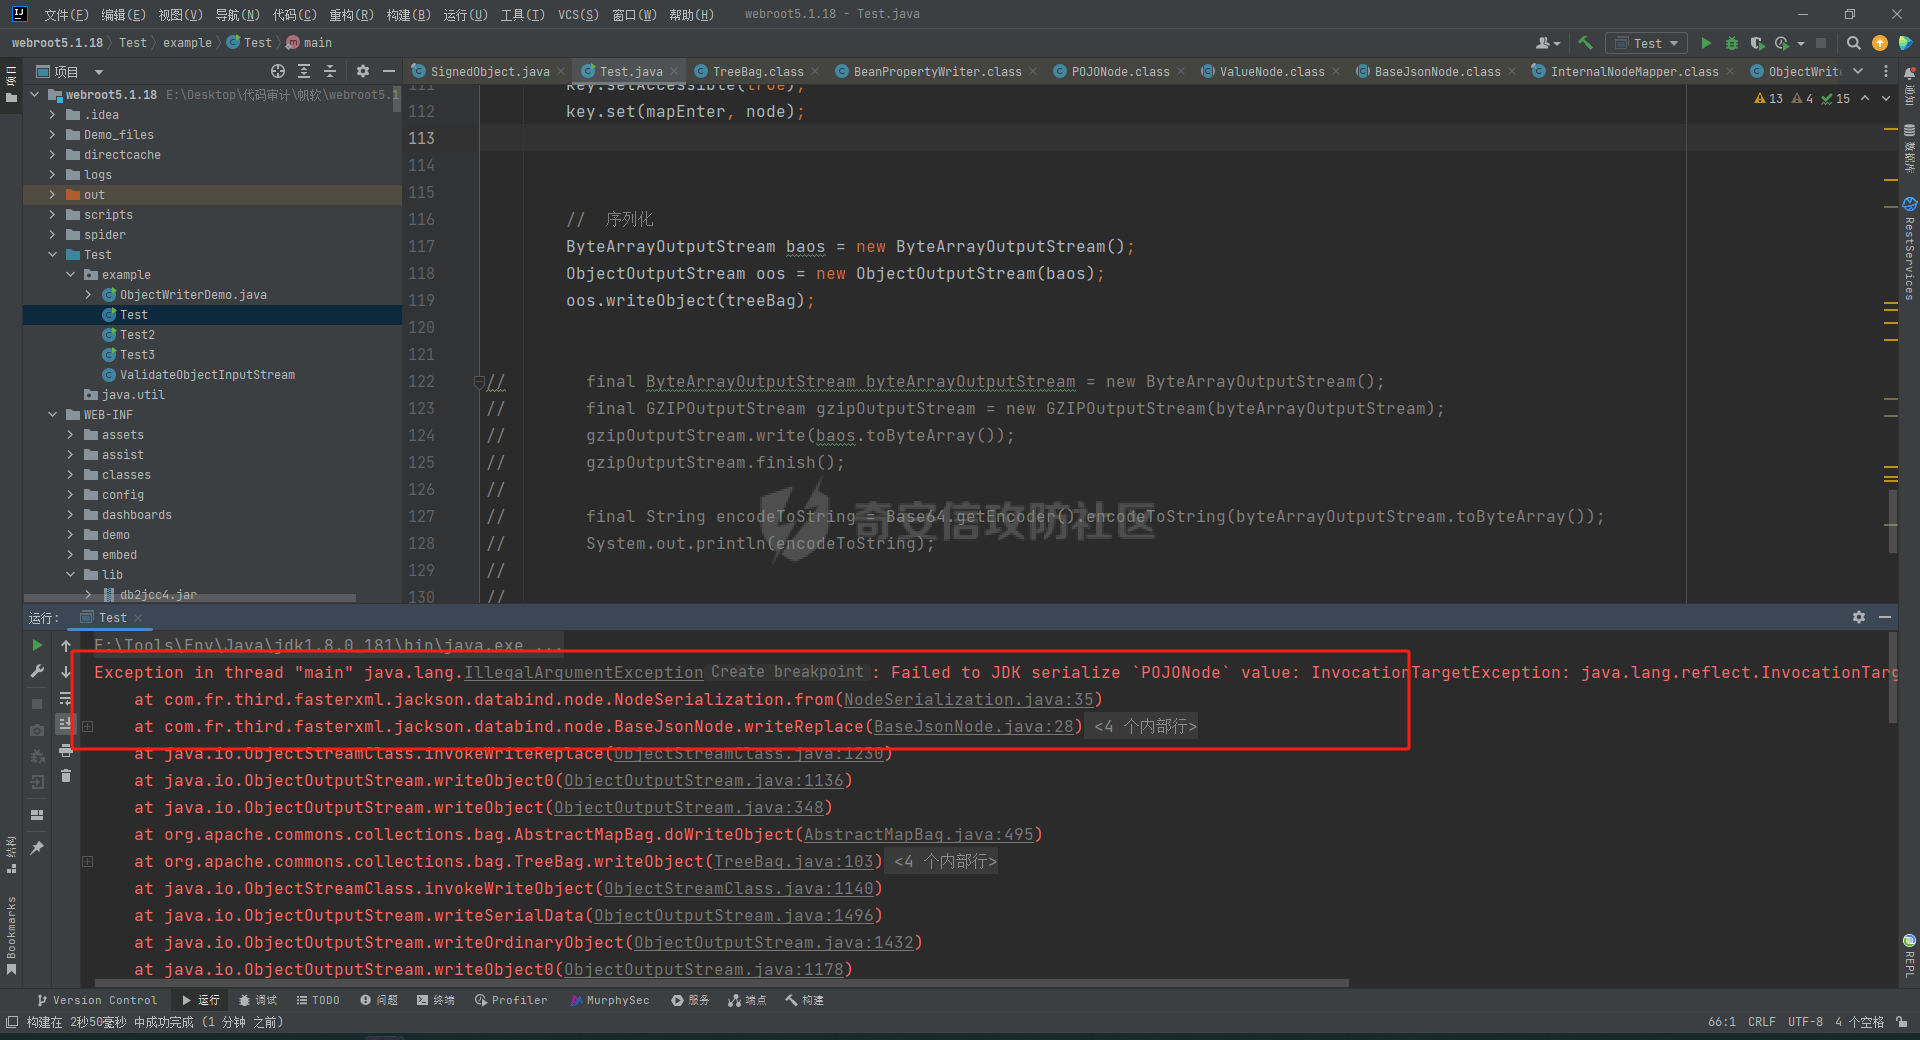 文件(F) 编辑(E) 视图(V) 导航(N) 代码(C) 重构(R) 构建(B) 运行(U) 工具(T) VCS(S) 窗口(W) 帮助(H) webroot5.1.18 - Test.java
webroot5.1.18 Test example Test main
Test
项目
SignedObject.java Test.java TreeBag.class BeanPropertyWriter.class POJONode.class ValueNode.class BaseJsonNode.class InternalNodeMapper.class ObjectWrit
webroot5.1.18 E:\Desktop\代码审计\帆软\webroot5.1
.idea
Demo_files
directcache
logs
out
scripts
spider
Test
example
ObjectWriterDemo.java
Test
Test2
Test3
ValidateObjectInputStream
java.util
WEB-INF
assets
assist
classes
config
dashboards
demo
embed
lib
db2jcc4.jar
13 4 15
111 key.setAccessible(true);
112 key.set(mapEnter, node);
113
114
115
116 // 序列化
117 ByteArrayOutputStream baos = new ByteArrayOutputStream();
118 ObjectOutputStream oos = new ObjectOutputStream(baos);
119 oos.writeObject(treeBag);
120
121
122 // final ByteArrayOutputStream byteArrayOutputStream = new ByteArrayOutputStream();
123 // final GZIPOutputStream gzipOutputStream = new GZIPOutputStream(byteArrayOutputStream);
124 // gzipOutputStream.write(baos.toByteArray());
125 // gzipOutputStream.finish();
126 //
127 // final String encodeToString = Base64.getEncoder().encodeToString(byteArrayOutputStream.toByteArray());
128 // System.out.println(encodeToString);
129 //
130 //
奇安信攻防社区
项目
通知
数据库
RestServices
运行: Test
E:\Tools\Env\Java\jdk1.8.0_181\bin\java.exe ...
Exception in thread "main" java.lang.IllegalArgumentException Create breakpoint : Failed to JDK serialize `POJONode` value: InvocationTargetException: java.lang.reflect.InvocationTarg
at com.fr.third.fasterxml.jackson.databind.node.NodeSerialization.from(NodeSerialization.java:35)
at com.fr.third.fasterxml.jackson.databind.node.BaseJsonNode.writeReplace(BaseJsonNode.java:28) <4 个内部行>
at java.io.ObjectStreamClass.invokeWriteReplace(ObjectStreamClass.java:1230)
at java.io.ObjectOutputStream.writeObject0(ObjectOutputStream.java:1136)
at java.io.ObjectOutputStream.writeObject(ObjectOutputStream.java:348)
at org.apache.commons.collections.bag.AbstractMapBag.doWriteObject(AbstractMapBag.java:495)
at org.apache.commons.collections.bag.TreeBag.writeObject(TreeBag.java:103) <4 个内部行>
at java.io.ObjectStreamClass.invokeWriteObject(ObjectStreamClass.java:1140)
at java.io.ObjectOutputStream.writeSerialData(ObjectOutputStream.java:1496)
at java.io.ObjectOutputStream.writeOrdinaryObject(ObjectOutputStream.java:1432)
at java.io.ObjectOutputStream.writeObject0(ObjectOutputStream.java:1178)
结构
Bookmarks
REPL
Version Control 运行 调试 TODO 问题 终端 Profiler MurphySec 服务 端点 构建
构建在 2秒50毫秒 中成功完成 (1 分钟 之前) 66:1 CRLF UTF-8 4 个空格